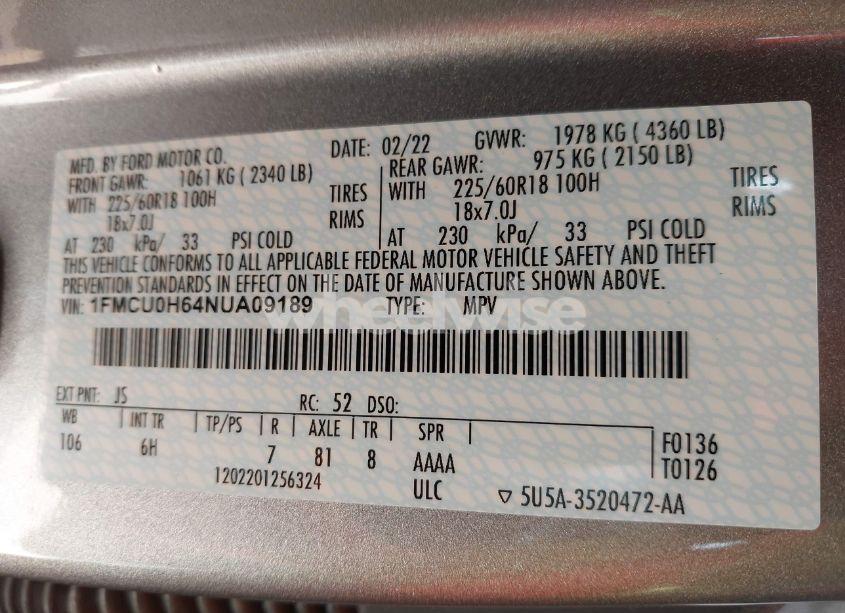 MFD. BY FORD MOTOR CO. DATE: 02/22 GVWR: 1978 KG ( 4360 LB)
FRONT GAWR: 1061 KG ( 2340 LB) REAR GAWR: 975 KG ( 2150 LB)
WITH 225/60R18 100H TIRES WITH 225/60R18 100H TIRES
18x7.0J RIMS 18x7.0J RIMS
AT 230 kPa/ 33 PSI COLD AT 230 kPa/ 33 PSI COLD
THIS VEHICLE CONFORMS TO ALL APPLICABLE FEDERAL MOTOR VEHICLE SAFETY AND THEFT
PREVENTION STANDARDS IN EFFECT ON THE DATE OF MANUFACTURE SHOWN ABOVE.
VIN: 1FMCU0H64NUA09189 TYPE: MPV
wheelwise
EXT PNT: JS RC: 52 DSO:
WB INT TR TP/PS R AXLE TR SPR
106 6H 7 81 8 AAAA
F0136
T0126
1202201256324 ULC
5U5A-3520472-AA